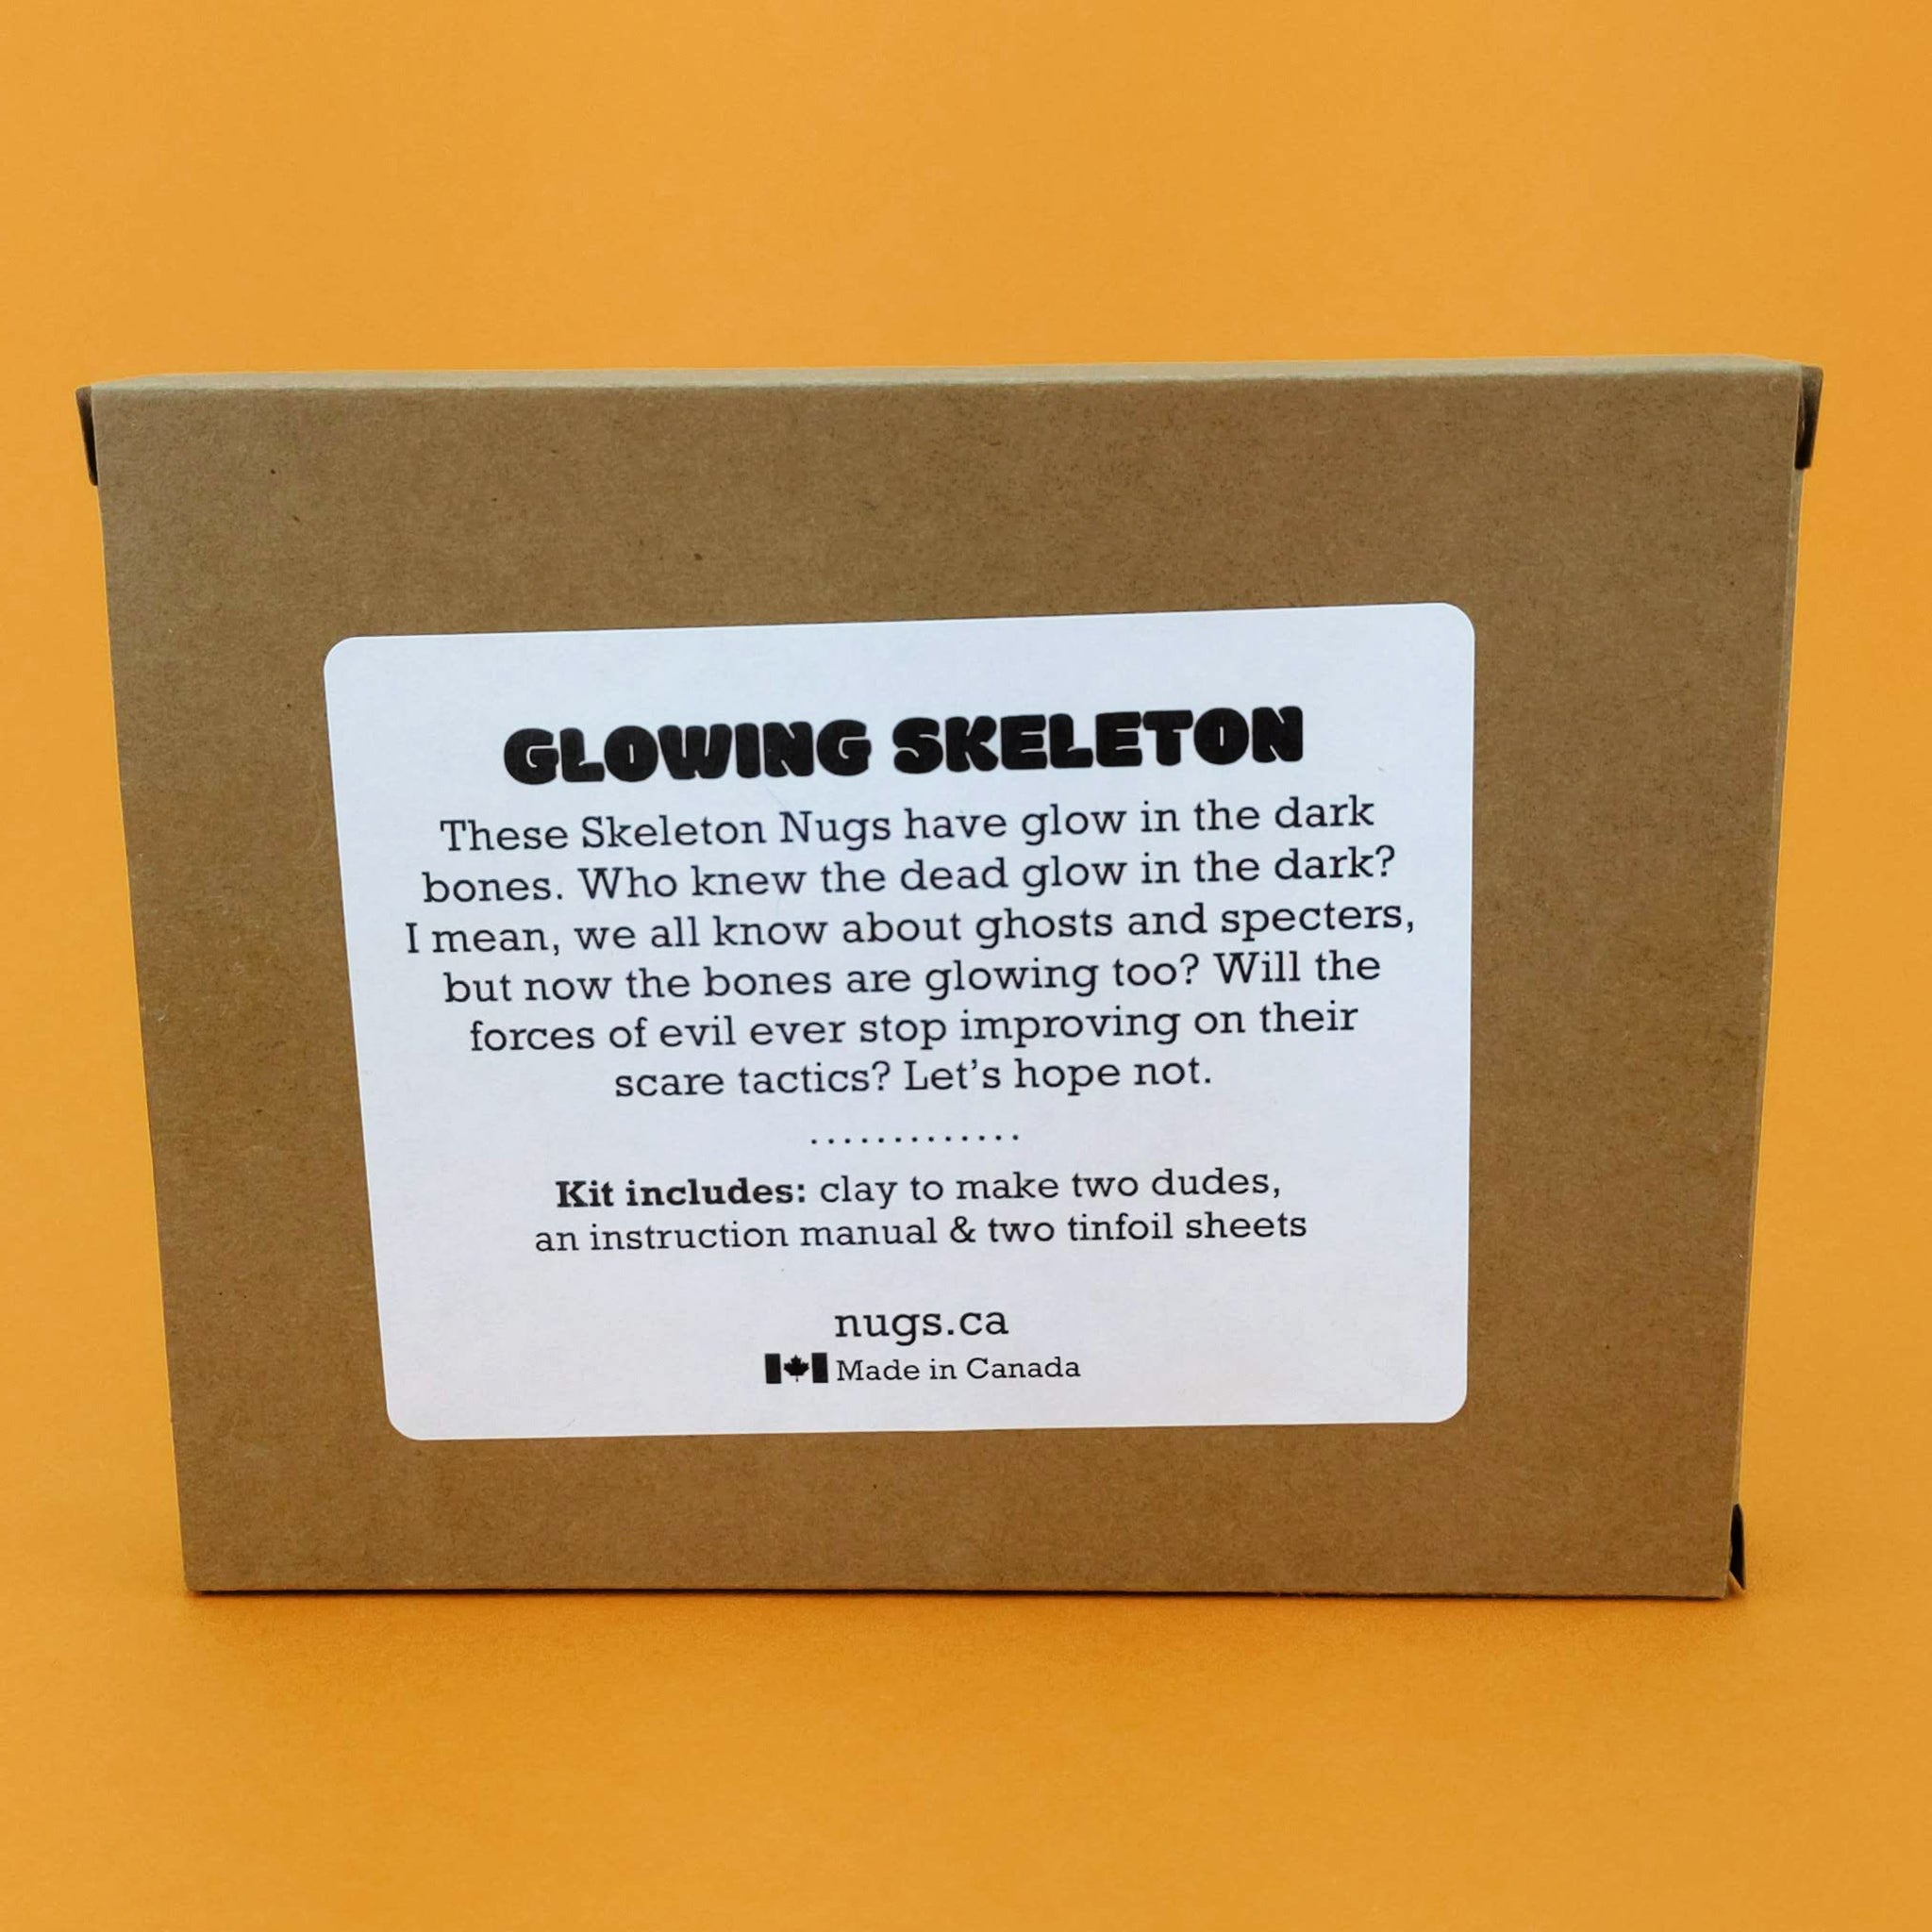 GLOWING SKELETON
These Skeleton Nugs have glow in the dark
bones. Who knew the dead glow in the dark?
I mean, we all know about ghosts and specters,
but now the bones are glowing too? Will the
forces of evil ever stop improving on their
scare tactics? Let’s hope not.
.............
Kit includes: clay to make two dudes,
an instruction manual & two tinfoil sheets
nugs.ca
Made in Canada